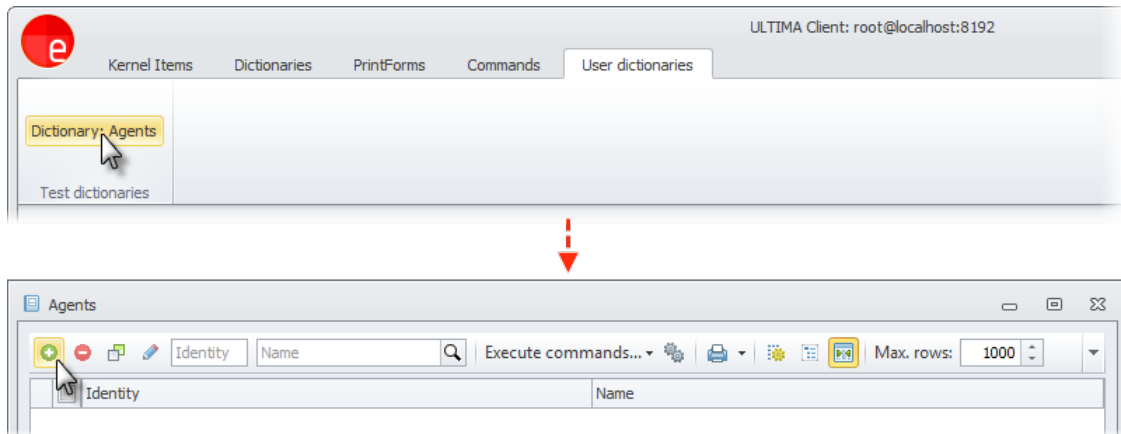 ULTIMA Client: root@localhost:8192
e
Kernel Items Dictionaries PrintForms Commands User dictionaries
Dictionary: Agents
Test dictionaries
Agents
Identity Name Execute commands... Max. rows: 1000
Identity Name